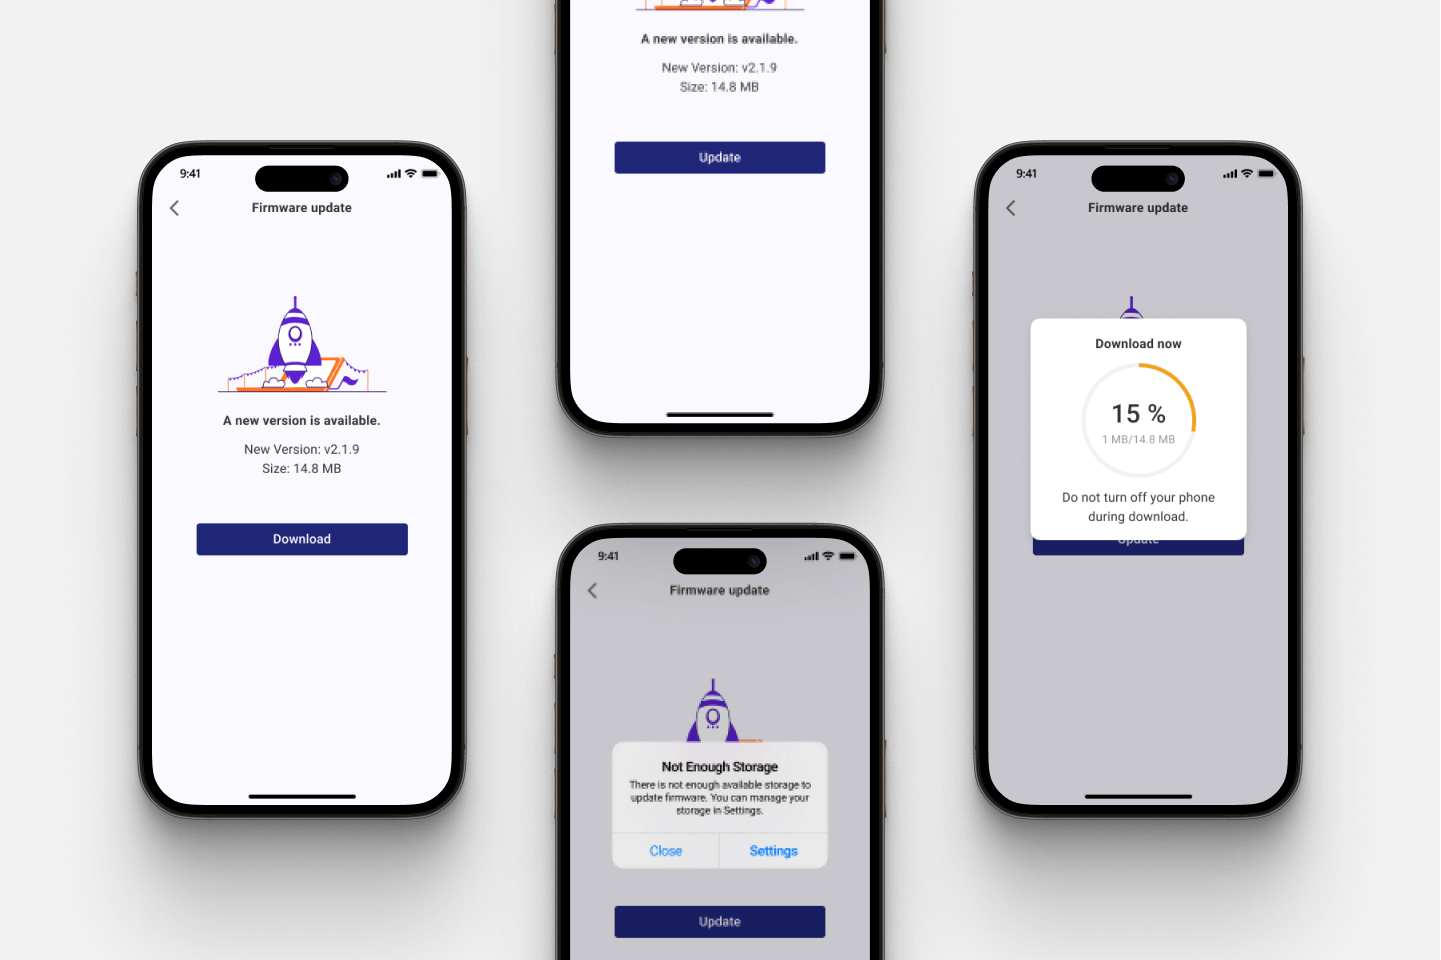 9:41
Firmware update
A new version is available.
New Version: v2.1.9
Size: 14.8 MB
Download
A new version is available.
New Version: v2.1.9
Size: 14.8 MB
Update
9:41
Firmware update
Not Enough Storage
There is not enough available storage to
update firmware. You can manage your
storage in Settings.
Close
Settings
Update
9:41
Firmware update
Download now
15 %
1 MB/14.8 MB
Do not turn off your phone
during download.
Update